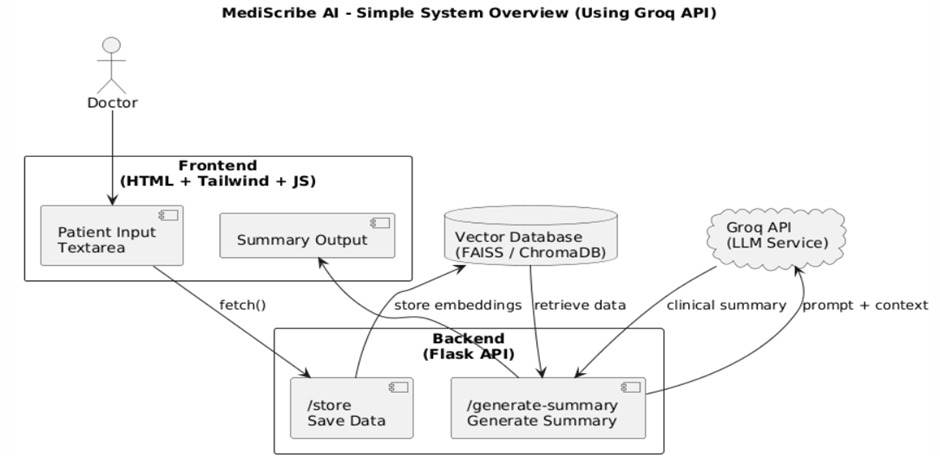 MediScribe AI - Simple System Overview (Using Groq API)
Doctor
Frontend
(HTML + Tailwind + JS)
Patient Input
Textarea
Summary Output
Vector Database
(FAISS / ChromaDB)
Groq API
(LLM Service)
fetch()
store embeddings
retrieve data
clinical summary
prompt + context
Backend
(Flask API)
/store
Save Data
/generate-summary
Generate Summary